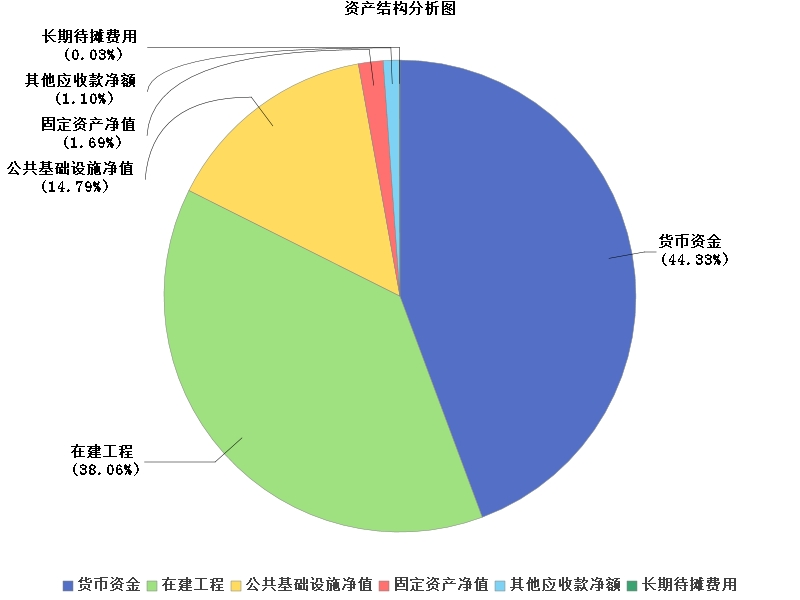 资产结构分析图
长期待摊费用
(0.03%)
其他应收款净额
(1.10%)
固定资产净值
(1.69%)
公共基础设施净值
(14.79%)
货币资金
(44.33%)
在建工程
(38.06%)
货币资金 在建工程 公共基础设施净值 固定资产净值 其他应收款净额 长期待摊费用